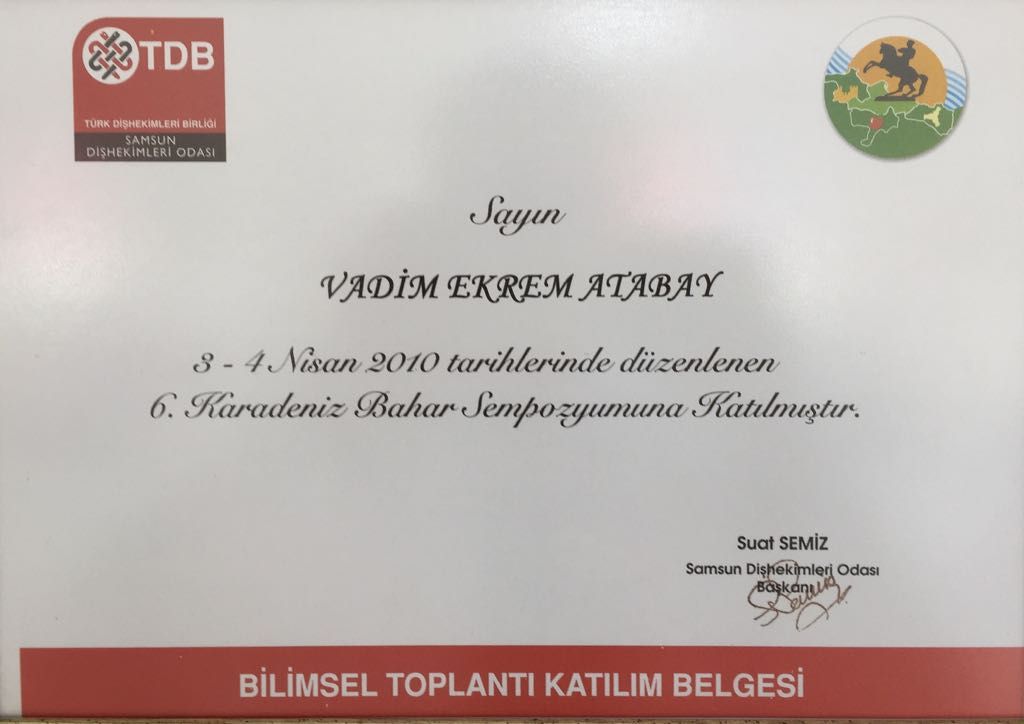 TDB
TÜRK DİŞHEKİMLERİ BİRLİĞİ
SAMSUN
DİŞHEKİMLERİ ODASI
Sayın
VADİM EKREM ATABAY
3 - 4 Nisan 2010 tarihlerinde düzenlenen
6. Karadeniz Bahar Sempozyumuna Katılmıştır.
Suat SEMİZ
Samsun Dişhekimleri Odası
Başkanı
BİLİMSEL TOPLANTI KATILIM BELGESİ